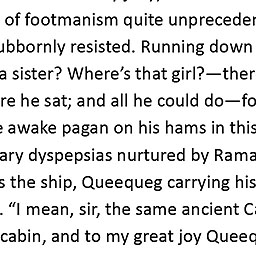 of footmanism quite unpreceden
ubbornly resisted. Running down
a sister? Where’s that girl?—ther
re he sat; and all he could do—fo
e awake pagan on his hams in this
ary dyspepsias nurtured by Rama
s the ship, Queequeg carrying his
. “I mean, sir, the same ancient Ca
cabin, and to my great joy Queeq